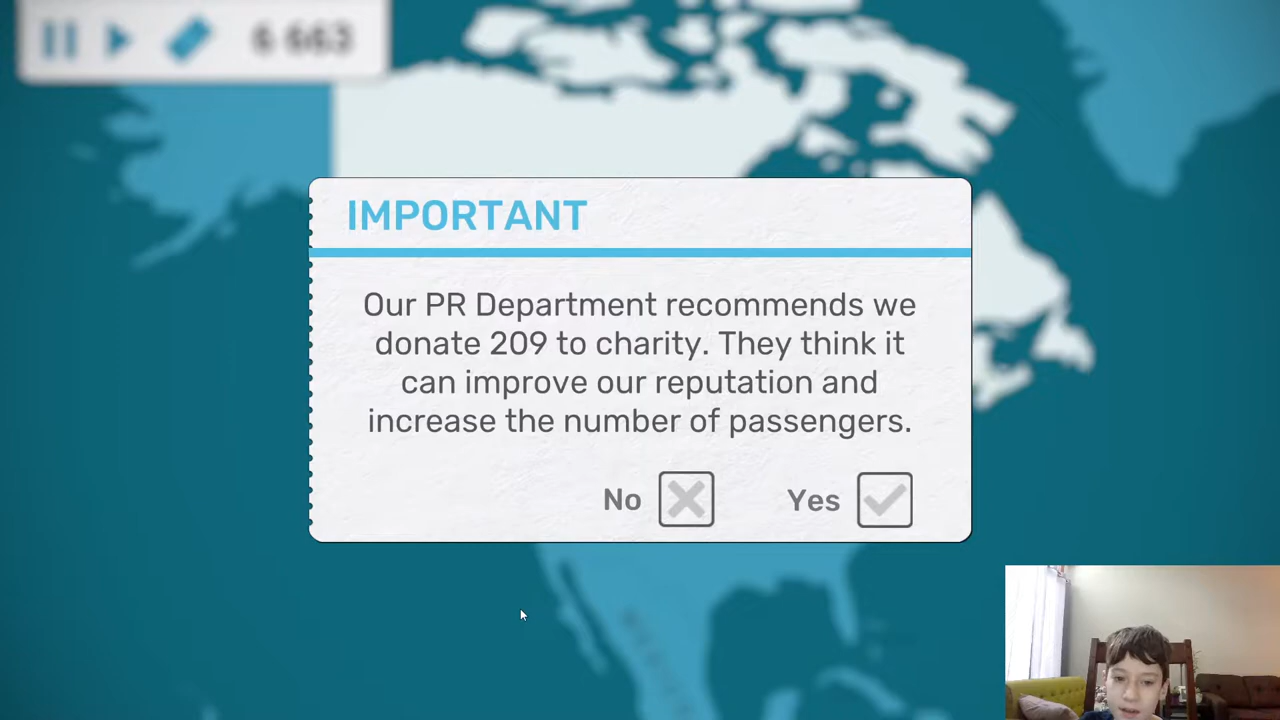 6 663
IMPORTANT
Our PR Department recommends we
donate 209 to charity. They think it
can improve our reputation and
increase the number of passengers.
No Yes